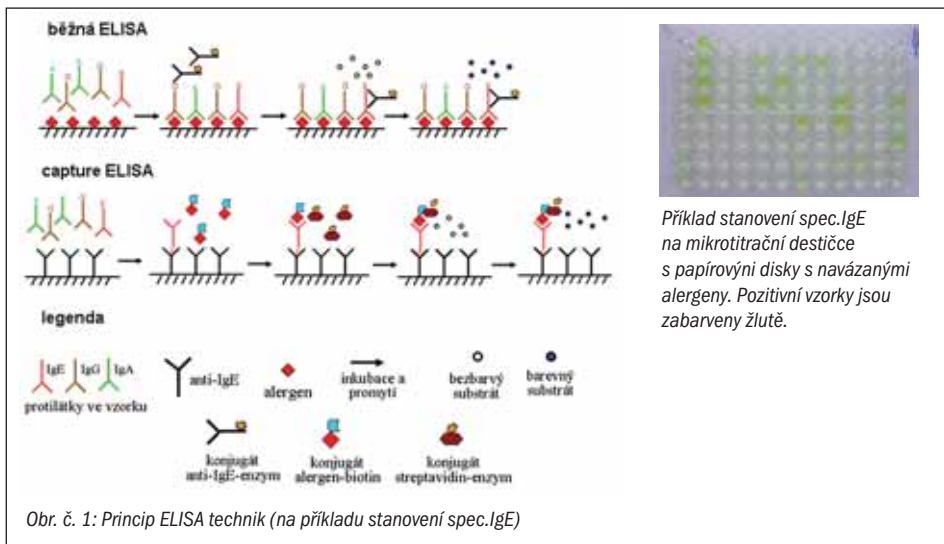 běžná ELISA
capture ELISA
legenda
IgE IgG IgA
protilátky ve vzorku
anti-IgE
alergen
inkubace a
promytí
bezbarvý
substrát
barevný
substrát
konjugát
anti-IgE-enzym
konjugát
alergen-biotin
konjugát
streptavidin-enzym
Příklad stanovení spec.IgE
na mikrotitrační destičce
s papírovýni disky s navázanými
alergeny. Pozitivní vzorky jsou
zabarveny žlutě.
Obr. č. 1: Princip ELISA technik (na příkladu stanovení spec.IgE)